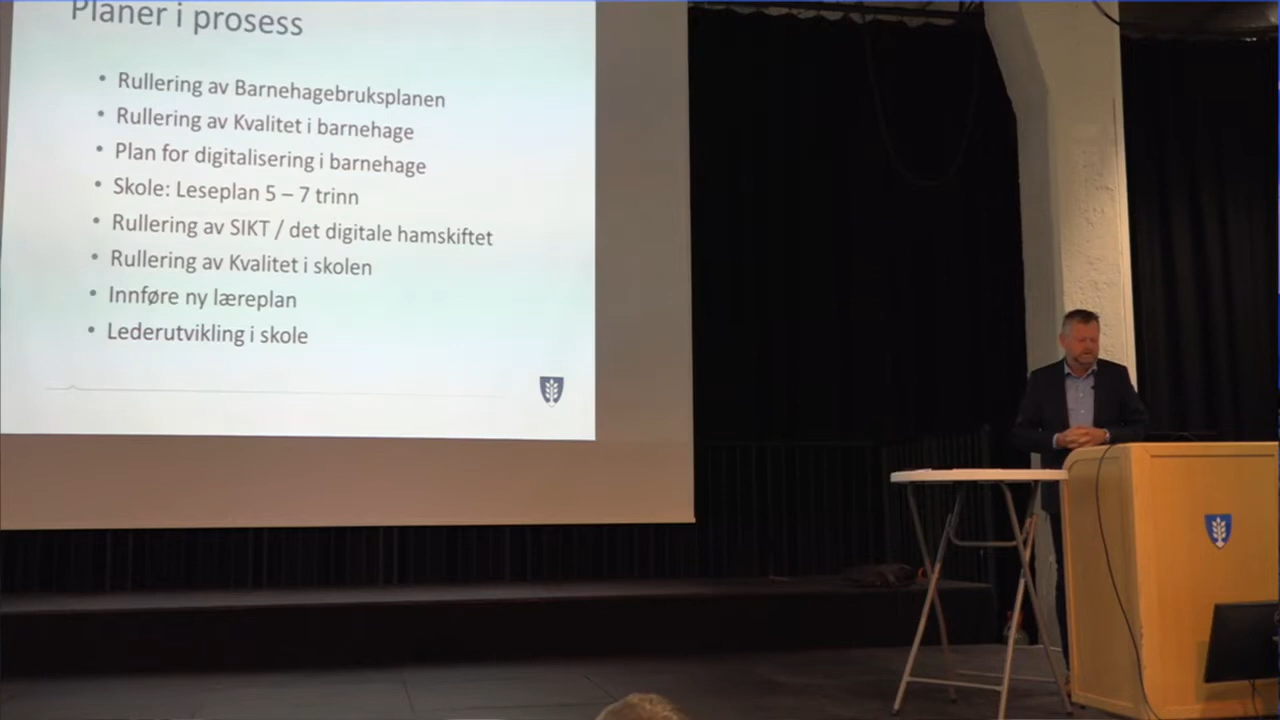 Planer i prosess
• Rullering av Barnehagebruksplanen
• Rullering av Kvalitet i barnehage
• Plan for digitalisering i barnehage
• Skole: Leseplan 5 – 7 trinn
• Rullering av SIKT / det digitale hamskiftet
• Rullering av Kvalitet i skolen
• Innføre ny læreplan
• Lederutvikling i skole